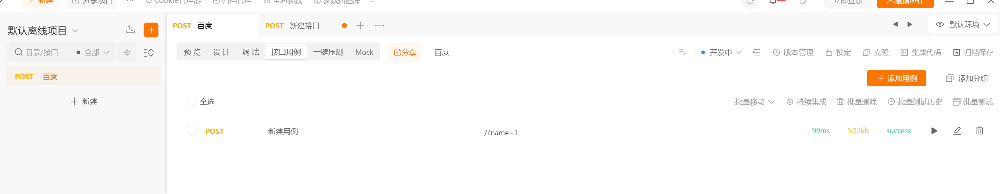 新建 分享项目 Cookie管理器 归档管理 全局参数 参数描述库 立即登录 邀请协作
默认离线项目 POST 百度 POST 新建接口 默认环境
目录/接口 全部 预览 设计 调试 接口用例 一键压测 Mock 分享 百度 开发中 版本管理 锁定 克隆 生成代码 归档保存
POST 百度 添加用例 添加分组
新建 全选 批量移动 持续集成 批量删除 批量测试历史 批量测试
POST 新建用例 /?name=1 99ms 5.32kb success